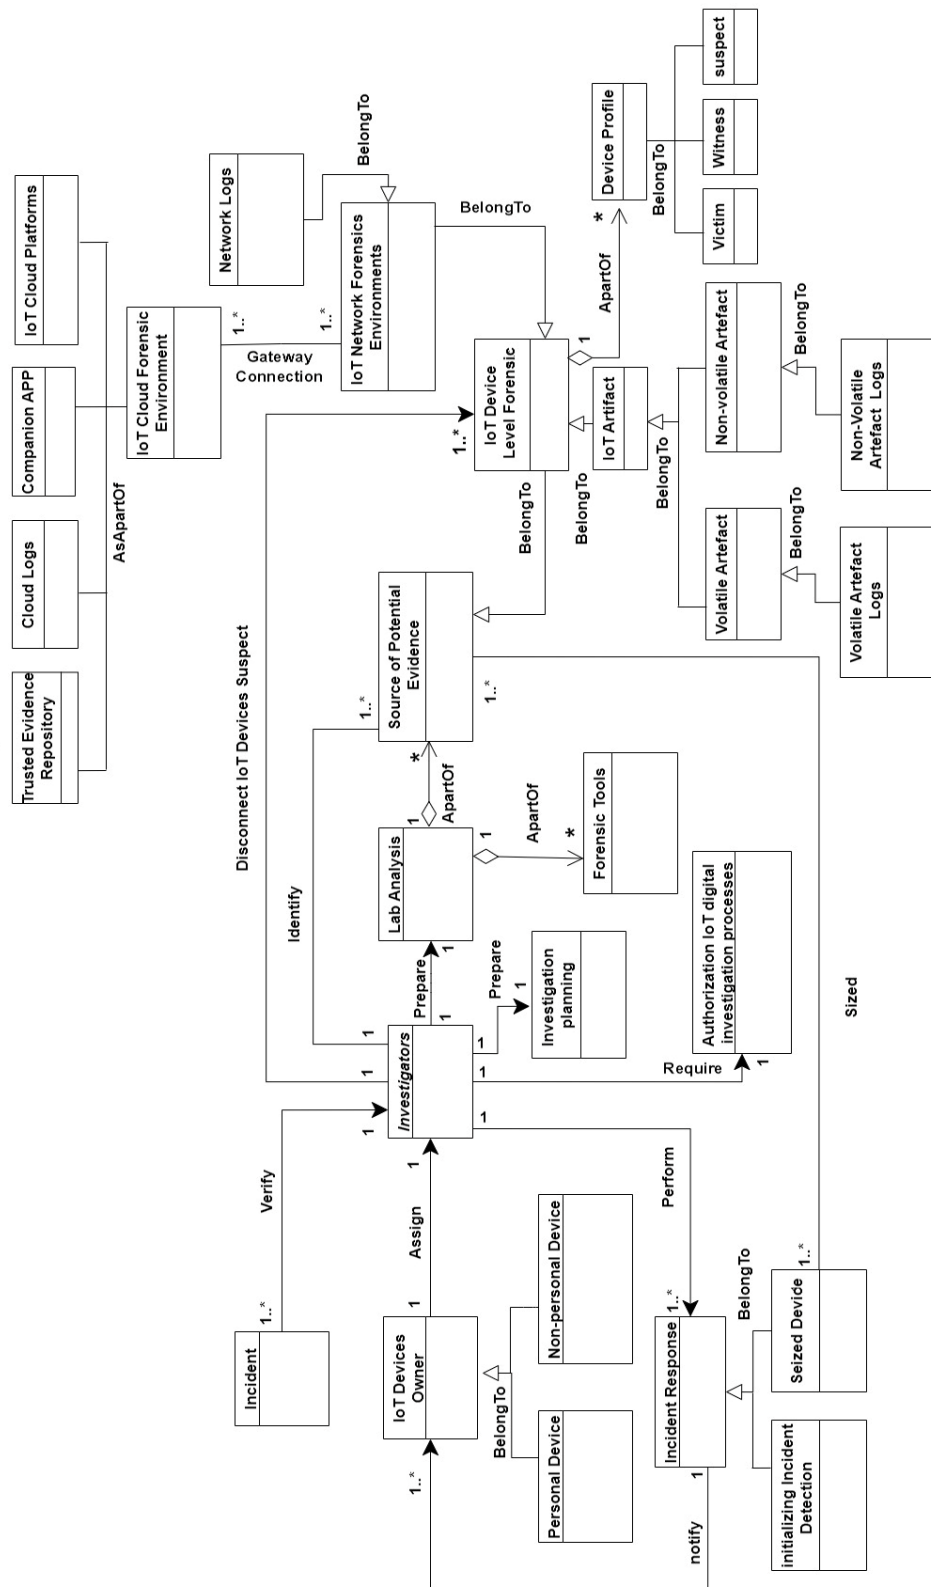 Trusted Evidence
Repository
Cloud Logs
Companion APP
IoT Cloud Platforms
AsApartOf
IoT Cloud Forensic
Environment
1..*
Gateway
Connection
1..*
Network Logs
BelongTo
IoT Network Forensics
Environments
BelongTo
Disconnect IoT Devices Suspect
1..*
IoT Device
Level Forensic
1
ApartOf
*
Device Profile
BelongTo
suspect
Witness
Victim
BelongTo
BelongTo
IoT Artifact
BelongTo
Non-volatile Artefact
BelongTo
Non-Volatile
Artefact Logs
Volatile Artefact
BelongTo
Volatile Artefact
Logs
Identify
1..*
Source of Potential
Evidence
1..*
*
ApartOf
1
Lab Analysis
1
ApartOf
*
Forensic Tools
1
Prepare
1
1
Prepare
1
Investigation
planning
Authorization IoT digital
investigation processes
1
Require
1
Sized
1
1
Investigators
1
1
Verify
1..*
Incident
1
Assign
1
IoT Devices
Owner
1..*
BelongTo
Non-personal Device
Personal Device
Perform
1..*
Incident Response
1
notify
BelongTo
1..*
Seized Devide
initializing Incident
Detection